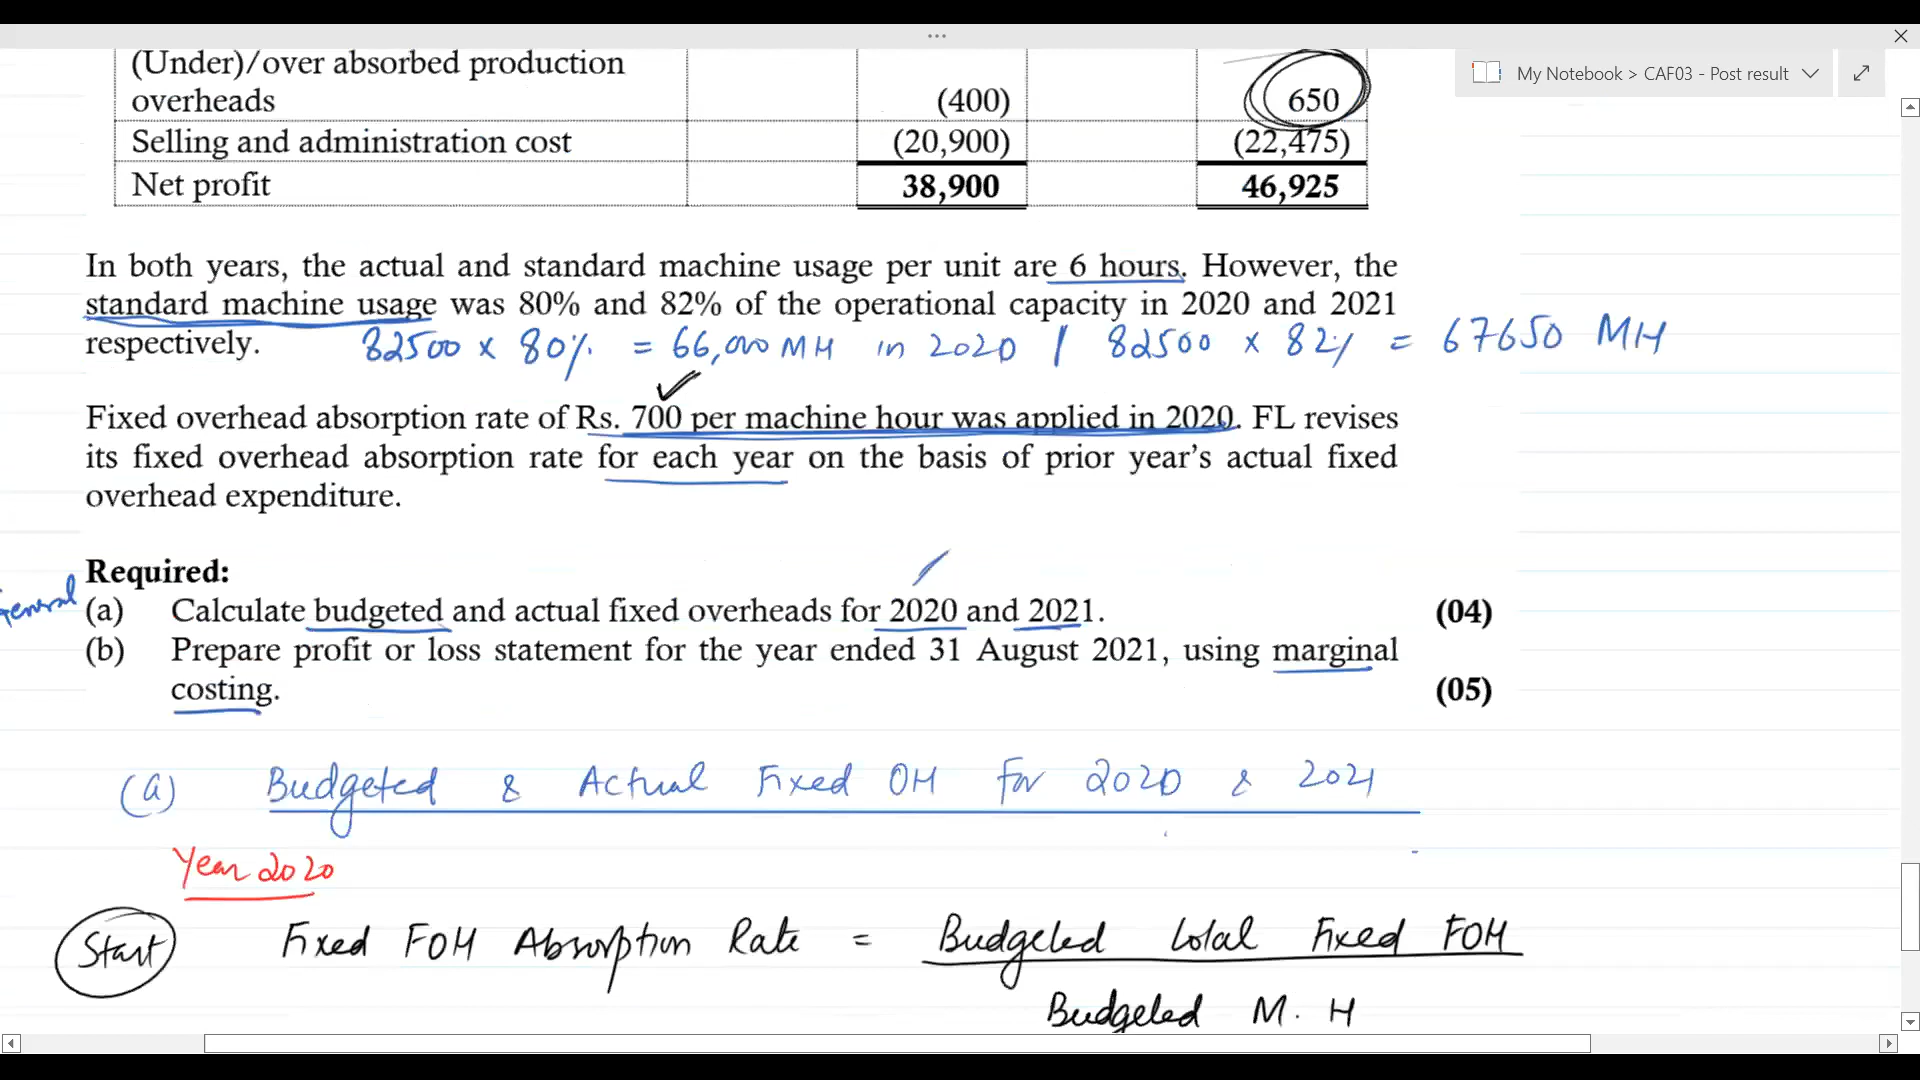 My Notebook > CAF03 - Post result
(Under)/over absorbed production
overheads (400) 650
Selling and administration cost (20,900) (22,475)
Net profit 38,900 46,925
In both years, the actual and standard machine usage per unit are 6 hours. However, the
standard machine usage was 80% and 82% of the operational capacity in 2020 and 2021
respectively.
82500 x 80% = 66,000 MH in 2020 / 82500 x 82% = 67650 MH
Fixed overhead absorption rate of Rs. 700 per machine hour was applied in 2020. FL revises
its fixed overhead absorption rate for each year on the basis of prior year's actual fixed
overhead expenditure.
Required:
General
(a) Calculate budgeted and actual fixed overheads for 2020 and 2021. (04)
(b) Prepare profit or loss statement for the year ended 31 August 2021, using marginal
costing. (05)
(a) Budgeted & Actual Fixed OH for 2020 & 2021
Year 2020
Start Fixed FOH Absorption Rate = Budgeted total Fixed FOH
Budgeted M. H